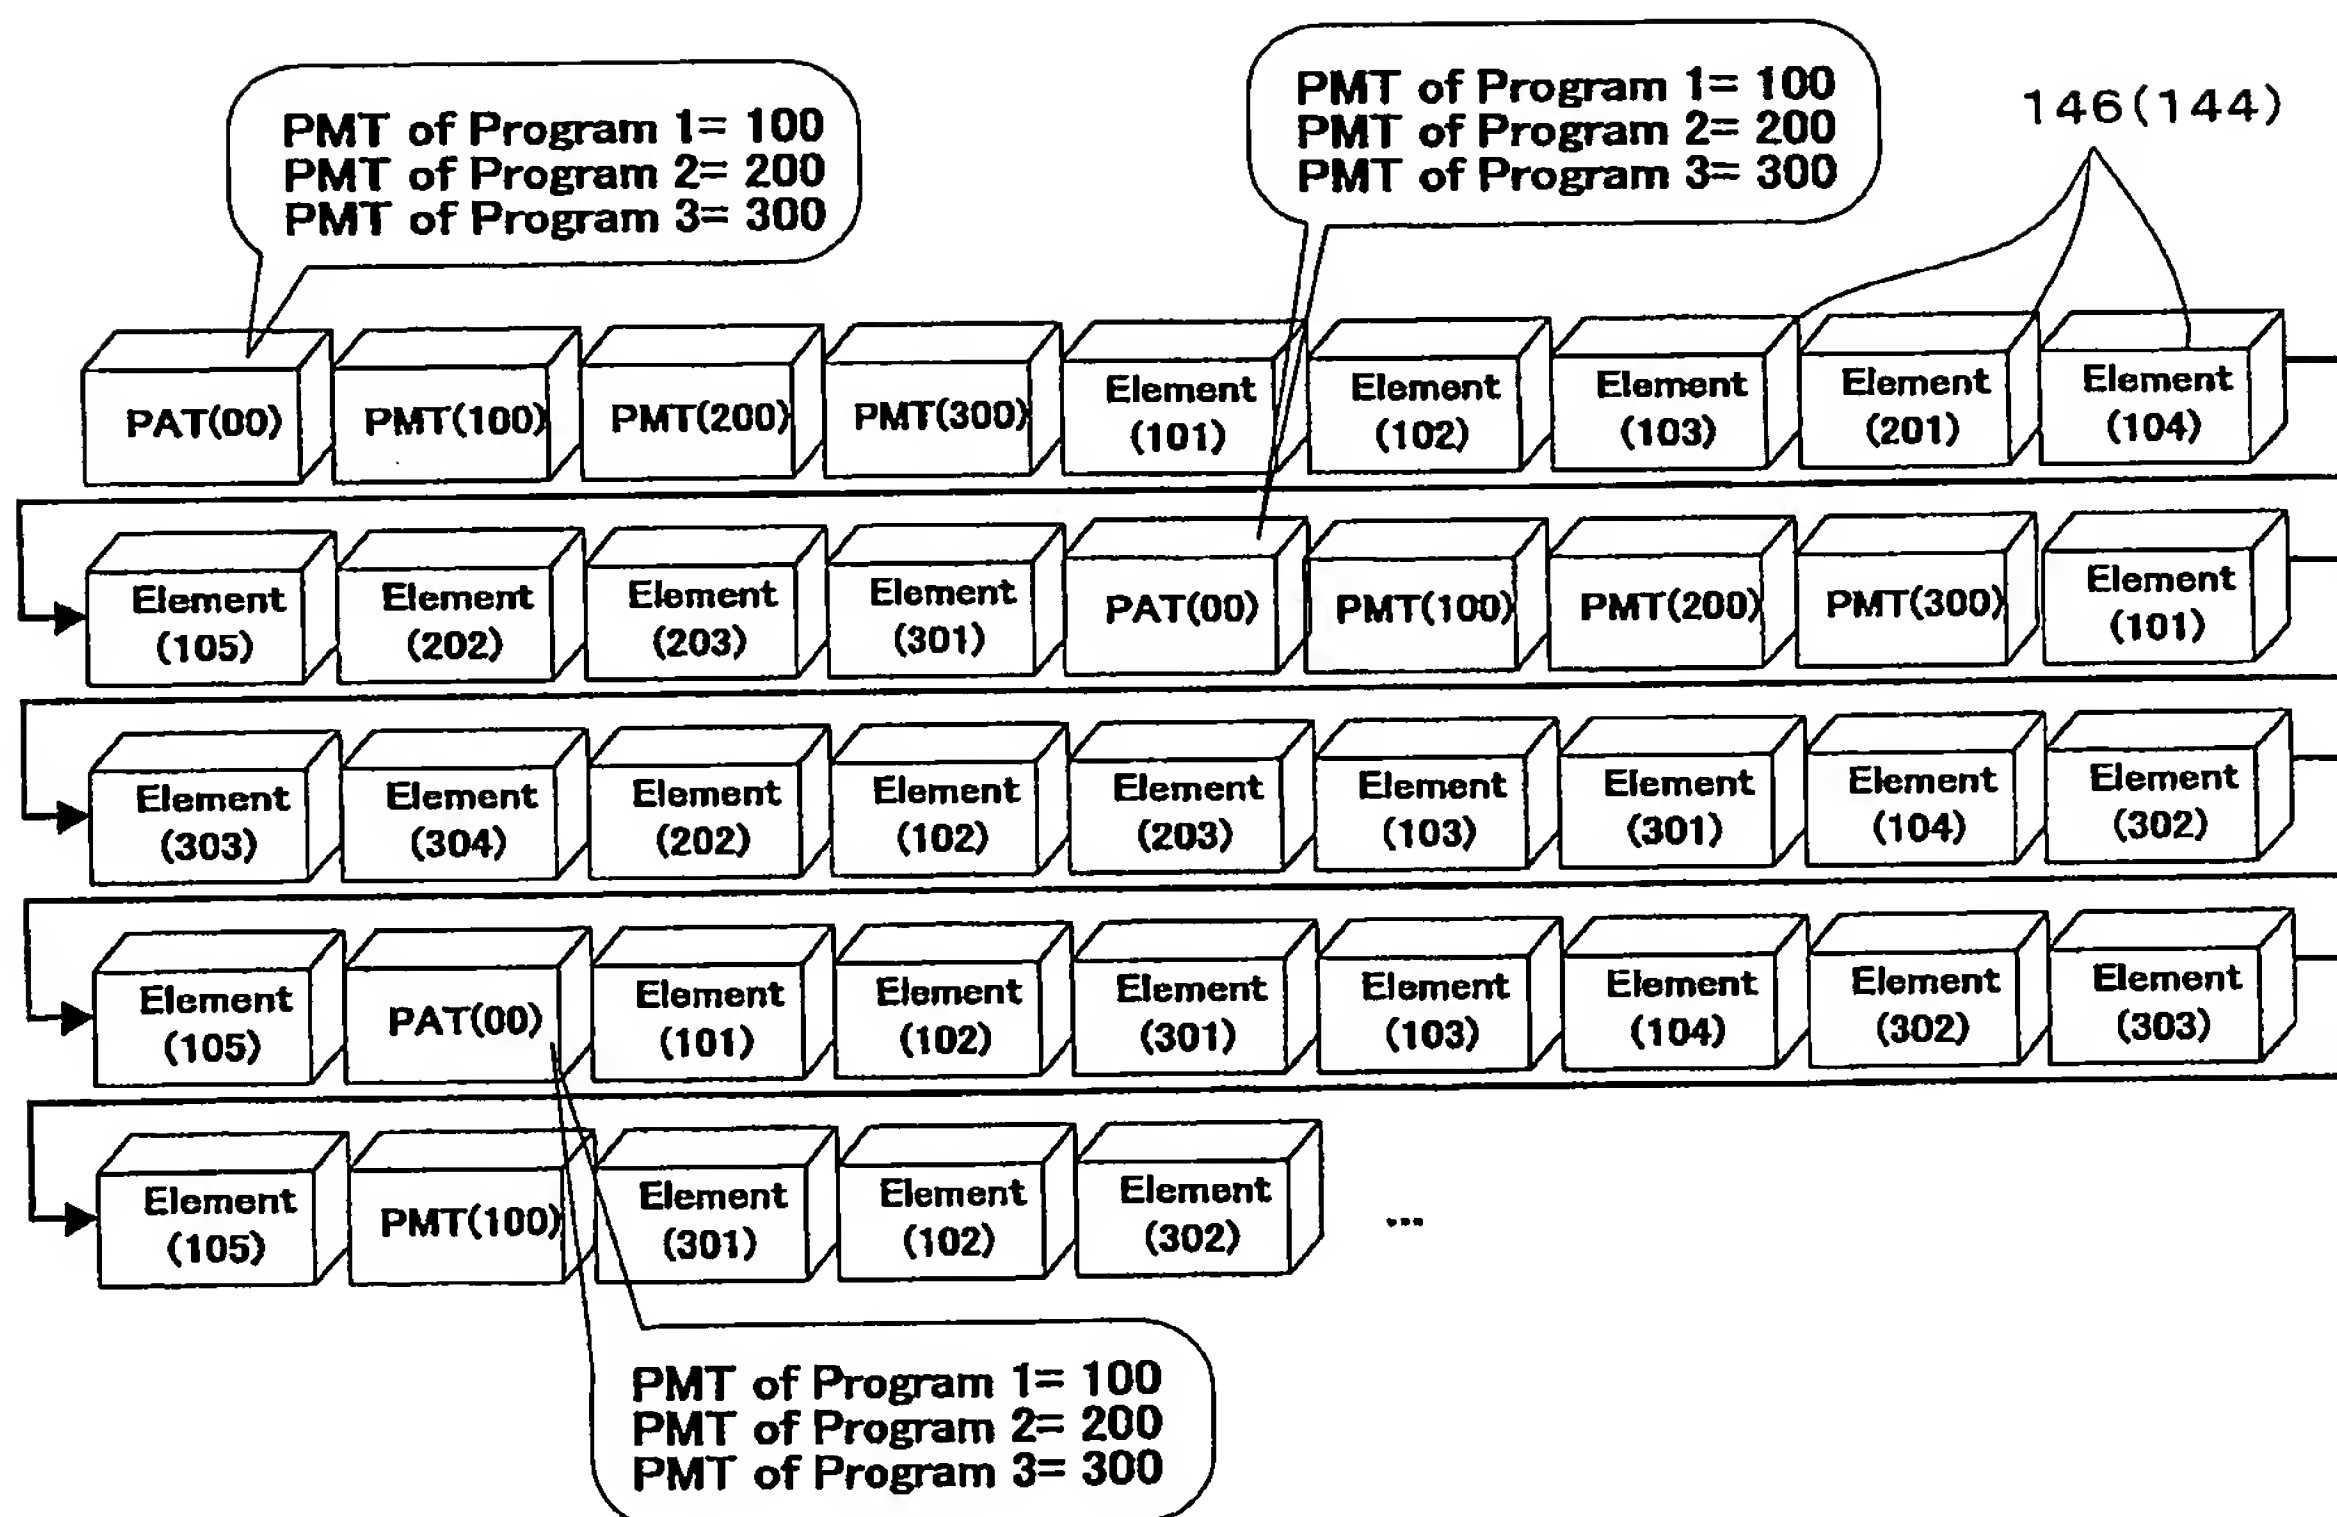 PMT of Program 1= 100
PMT of Program 2= 200
PMT of Program 3= 300
PMT of Program 1= 100
PMT of Program 2= 200
PMT of Program 3= 300
146(144)
PAT(00)
PMT(100)
PMT(200)
PMT(300)
Element
(101)
Element
(102)
Element
(103)
Element
(201)
Element
(104)
Element
(105)
Element
(202)
Element
(203)
Element
(301)
PAT(00)
PMT(100)
PMT(200)
PMT(300)
Element
(101)
Element
(303)
Element
(304)
Element
(202)
Element
(102)
Element
(203)
Element
(103)
Element
(301)
Element
(104)
Element
(302)
Element
(105)
PAT(00)
Element
(101)
Element
(102)
Element
(301)
Element
(103)
Element
(104)
Element
(302)
Element
(303)
Element
(105)
PMT(100)
Element
(301)
Element
(102)
Element
(302)
...
PMT of Program 1= 100
PMT of Program 2= 200
PMT of Program 3= 300